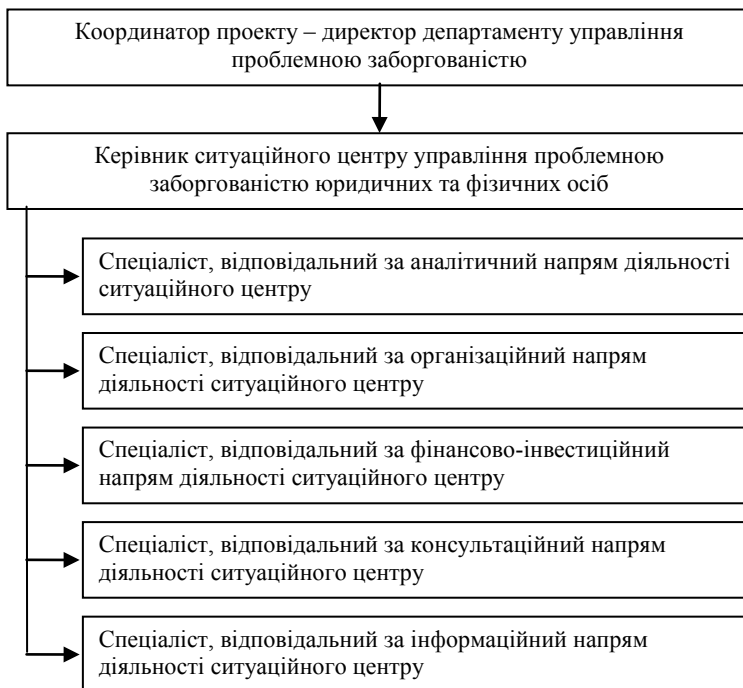 Координатор проекту – директор департаменту управління
проблемною заборгованістю
Керівник ситуаційного центру управління проблемною
заборгованістю юридичних та фізичних осіб
Спеціаліст, відповідальний за аналітичний напрям діяльності
ситуаційного центру
Спеціаліст, відповідальний за організаційний напрям
діяльності ситуаційного центру
Спеціаліст, відповідальний за фінансово-інвестиційний
напрям діяльності ситуаційного центру
Спеціаліст, відповідальний за консультаційний напрям
діяльності ситуаційного центру
Спеціаліст, відповідальний за інформаційний напрям
діяльності ситуаційного центру